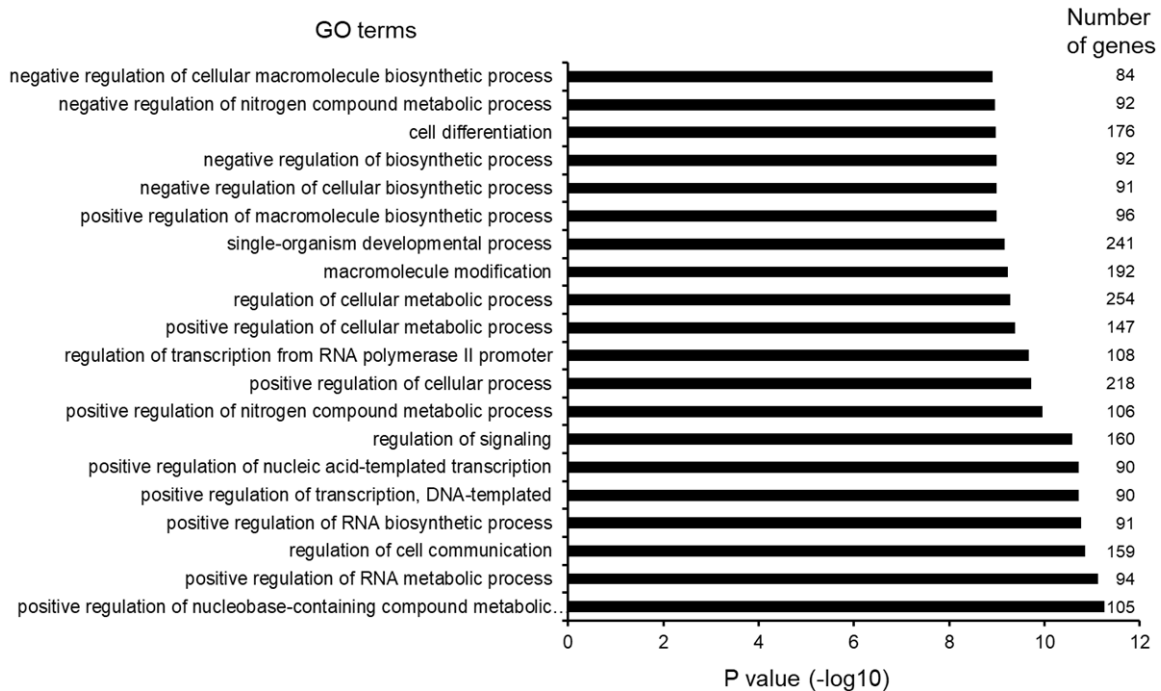 GO terms
Number
of genes
negative regulation of cellular macromolecule biosynthetic process 84
negative regulation of nitrogen compound metabolic process 92
cell differentiation 176
negative regulation of biosynthetic process 92
negative regulation of cellular biosynthetic process 91
positive regulation of macromolecule biosynthetic process 96
single-organism developmental process 241
macromolecule modification 192
regulation of cellular metabolic process 254
positive regulation of cellular metabolic process 147
regulation of transcription from RNA polymerase II promoter 108
positive regulation of cellular process 218
positive regulation of nitrogen compound metabolic process 106
regulation of signaling 160
positive regulation of nucleic acid-templated transcription 90
positive regulation of transcription, DNA-templated 90
positive regulation of RNA biosynthetic process 91
regulation of cell communication 159
positive regulation of RNA metabolic process 94
positive regulation of nucleobase-containing compound metabolic.. 105
0 2 4 6 8 10 12
P value (-log10)